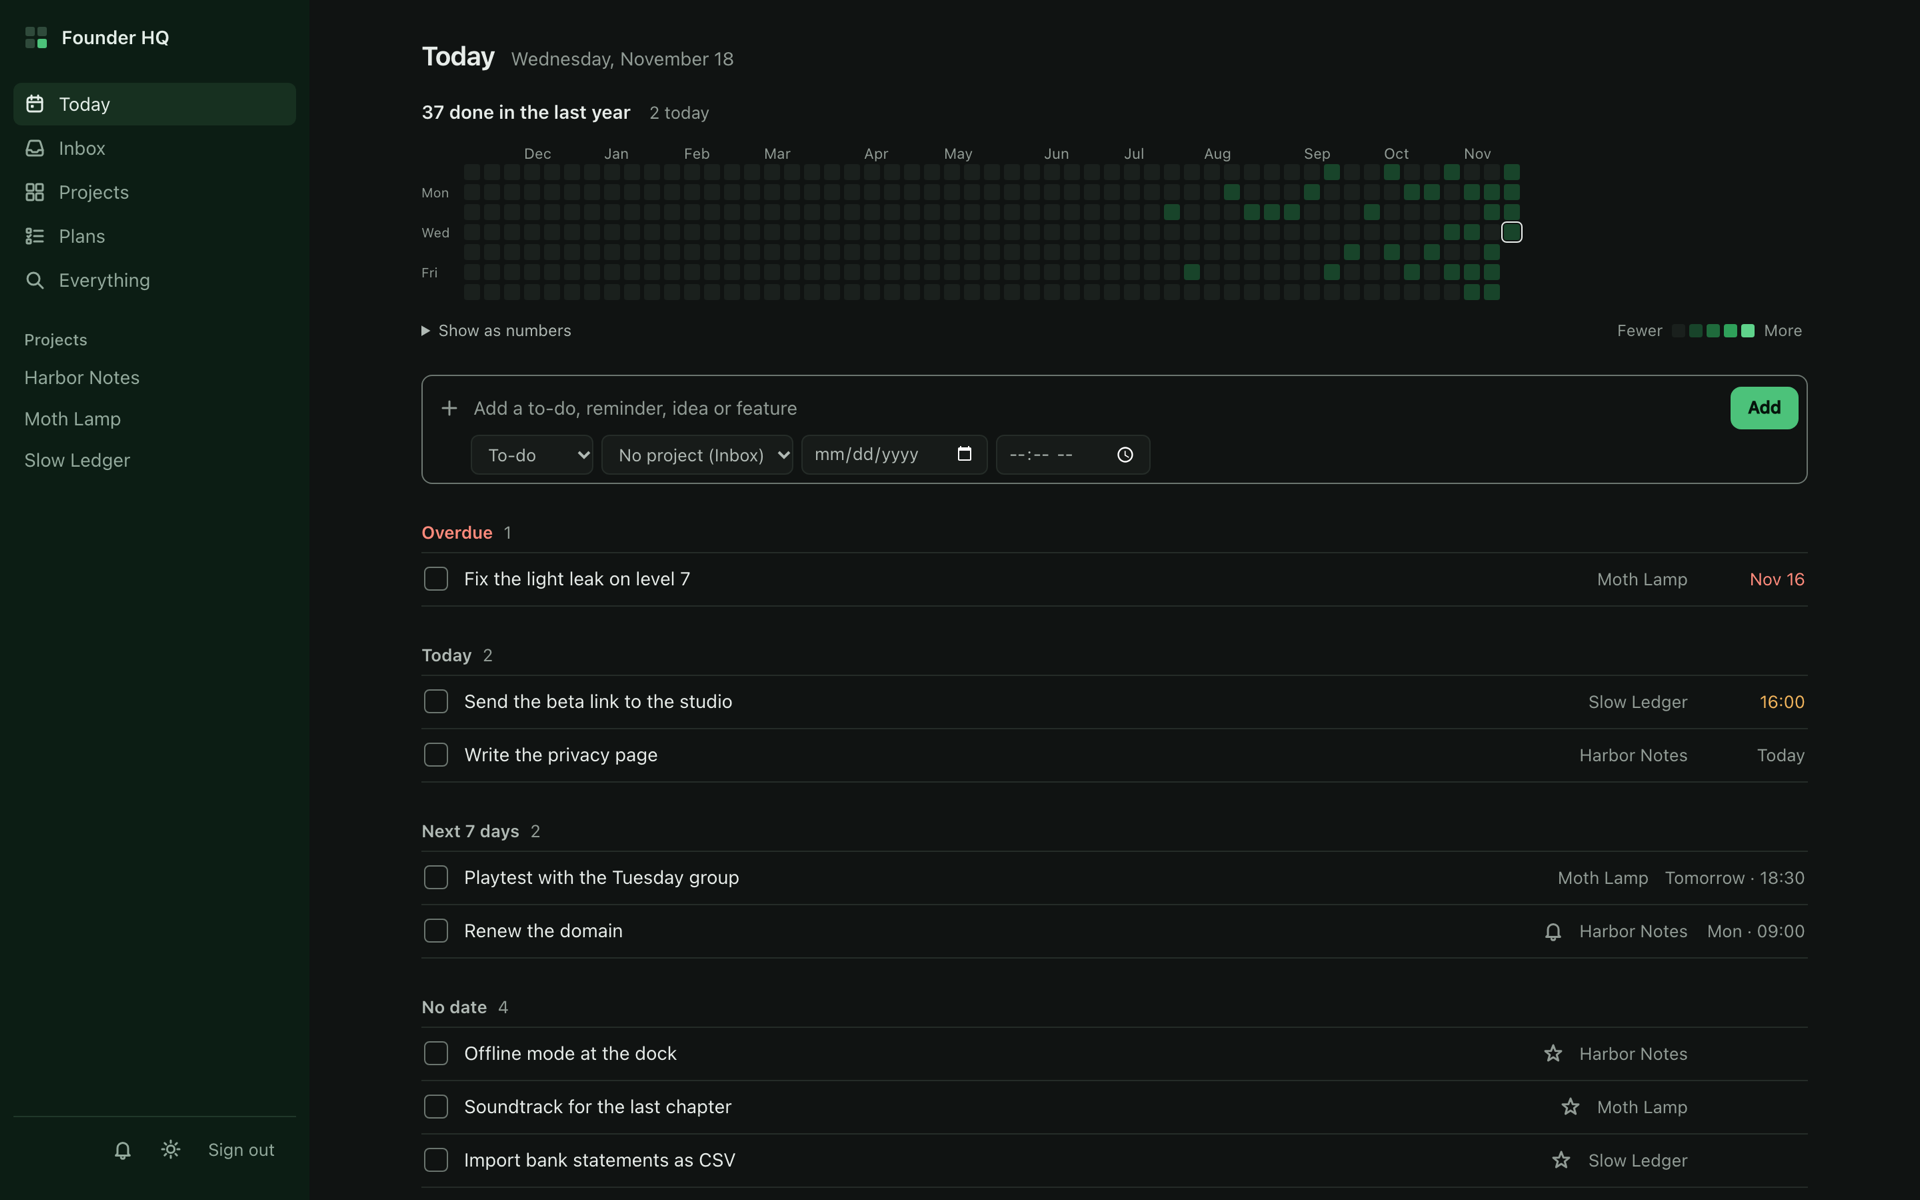 Founder HQ
Today
Inbox
Projects
Plans
Everything
Projects
Harbor Notes
Moth Lamp
Slow Ledger
Sign out
Today Wednesday, November 18
37 done in the last year 2 today
Dec Jan Feb Mar Apr May Jun Jul Aug Sep Oct Nov
Mon
Wed
Fri
Show as numbers
Fewer More
Add a to-do, reminder, idea or feature
Add
To-do No project (Inbox) mm/dd/yyyy --:-- --
Overdue 1
Fix the light leak on level 7 Moth Lamp Nov 16
Today 2
Send the beta link to the studio Slow Ledger 16:00
Write the privacy page Harbor Notes Today
Next 7 days 2
Playtest with the Tuesday group Moth Lamp Tomorrow · 18:30
Renew the domain Harbor Notes Mon · 09:00
No date 4
Offline mode at the dock Harbor Notes
Soundtrack for the last chapter Moth Lamp
Import bank statements as CSV Slow Ledger